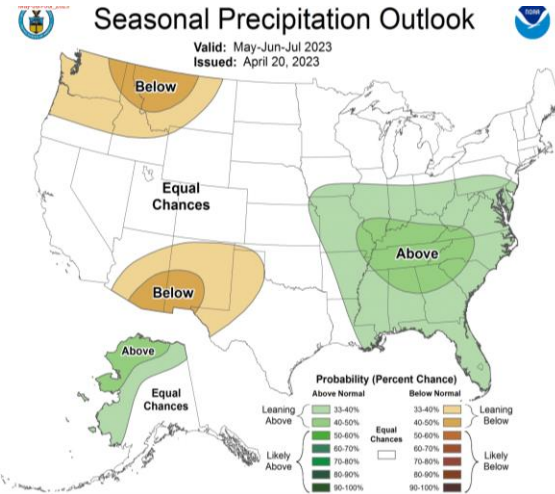 Seasonal Precipitation Outlook
Valid: May-Jun-Jul 2023
Issued: April 20, 2023
Below
Equal
Chances
Above
Below
Above
Equal
Chances
Probability (Percent Chance)
Above Normal
Below Normal
Leaning
Above
33-40%
40-50%
Likely
Above
50-60%
60-70%
70-80%
80-90%
90-100%
Equal
Chances
33-40%
40-50%
Leaning
Below
50-60%
60-70%
70-80%
80-90%
90-100%
Likely
Below